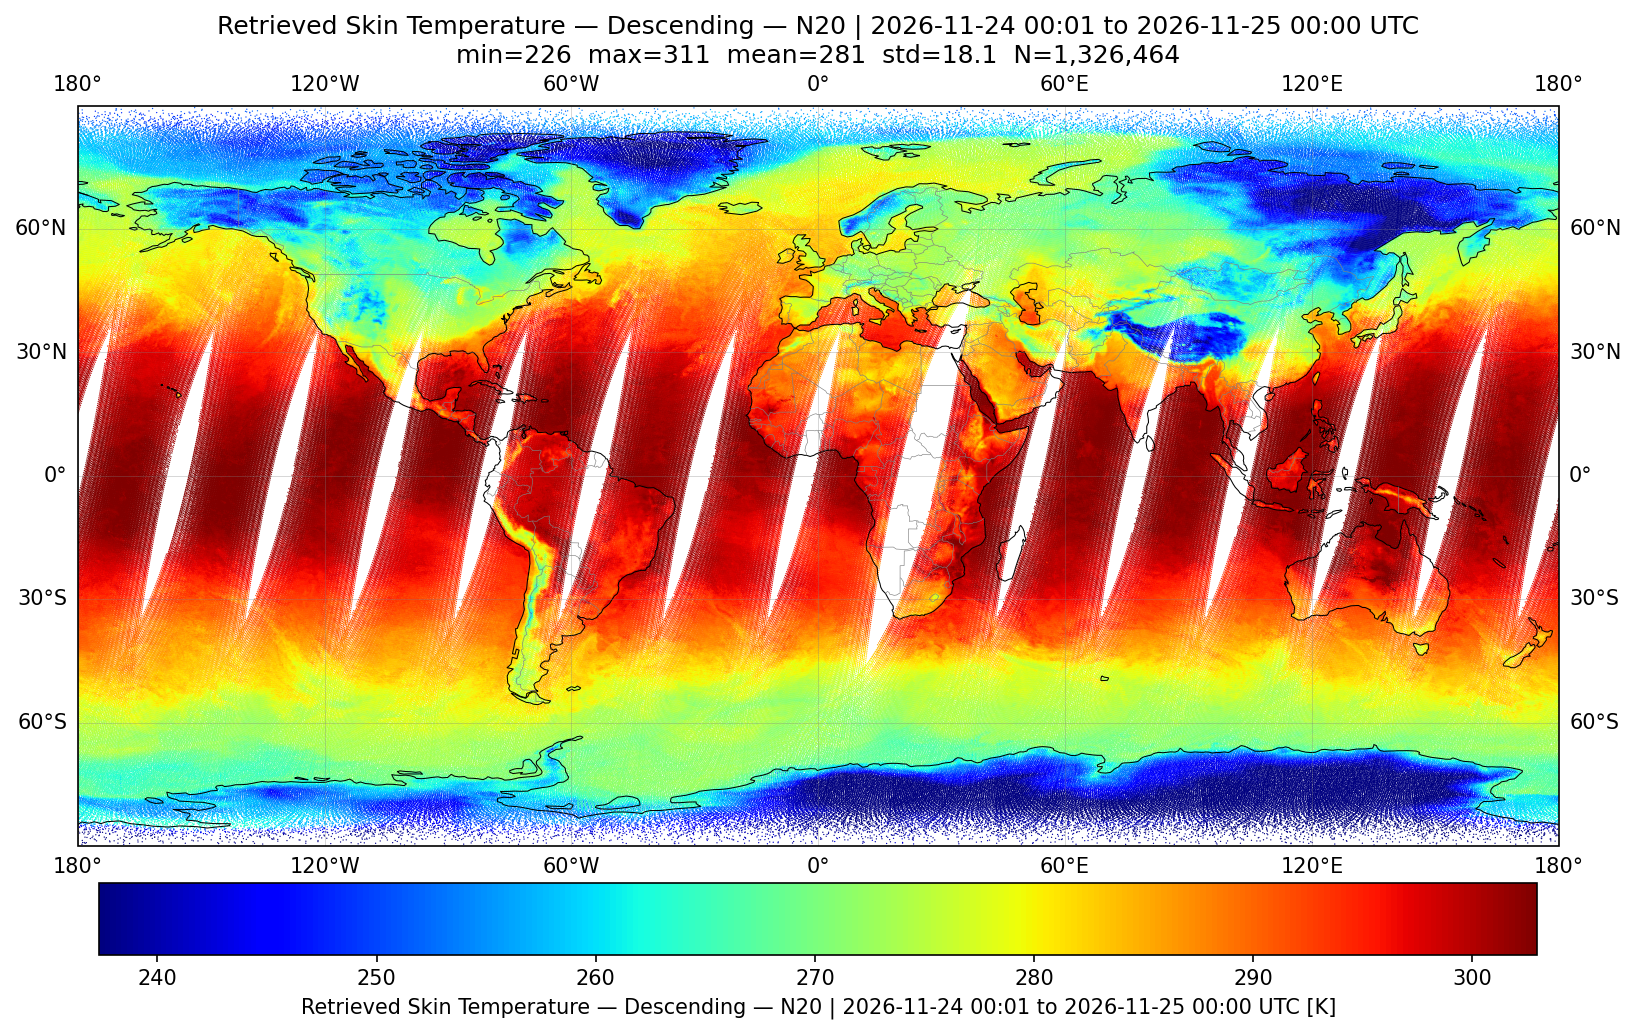 Retrieved Skin Temperature — Descending — N20 | 2026-11-24 00:01 to 2026-11-25 00:00 UTC
min=226  max=311  mean=281  std=18.1  N=1,326,464
180° 120°W 60°W 0° 60°E 120°E 180°
60°N 60°N
30°N 30°N
0° 0°
30°S 30°S
60°S 60°S
180° 120°W 60°W 0° 60°E 120°E 180°
240 250 260 270 280 290 300
Retrieved Skin Temperature — Descending — N20 | 2026-11-24 00:01 to 2026-11-25 00:00 UTC [K]